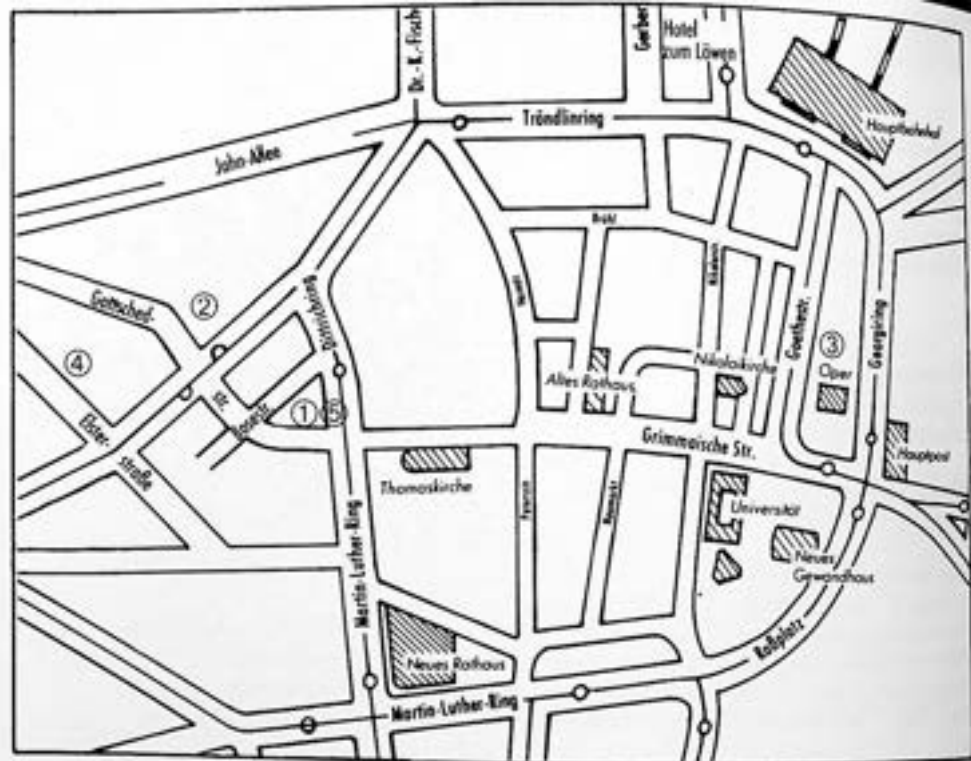 Dr.-K.-Fisch
Gerber
Hotel
zum Löwen
Hauptbahnhof
Tröndlinring
Jahn-Allee
Brühl
Gottsched-
②
Dittrichring
Goethestr.
③
Oper
Georgiring
④
Nikolaikirche
Altes Rathaus
Elster-
straße
str.
①
⑤
Grimmaische Str.
Hauptpost
Thomaskirche
Universität
Neues
Gewandhaus
Martin-Luther-Ring
Neues Rathaus
Roßplatz
Martin-Luther-Ring